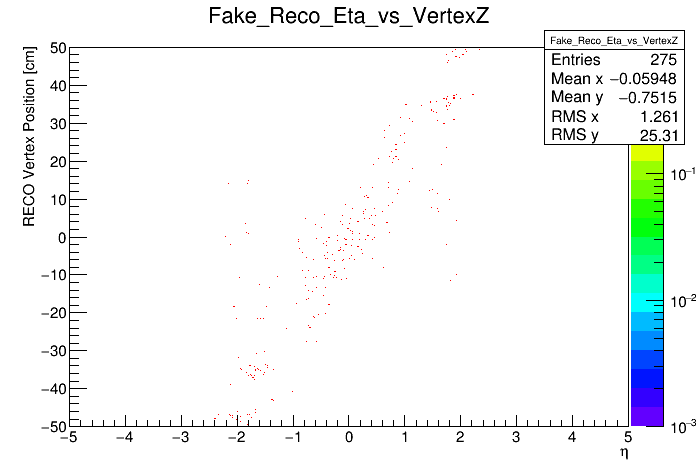 Fake_Reco_Eta_vs_VertexZ
Fake_Reco_Eta_vs_VertexZ
Entries 275
Mean x −0.05948
Mean y −0.7515
RMS x 1.261
RMS y 25.31
RECO Vertex Position [cm]
50
40
30
20
10
0
−10
−20
−30
−40
−50
−5 −4 −3 −2 −1 0 1 2 3 4 5
η
10⁻¹
10⁻²
10⁻³